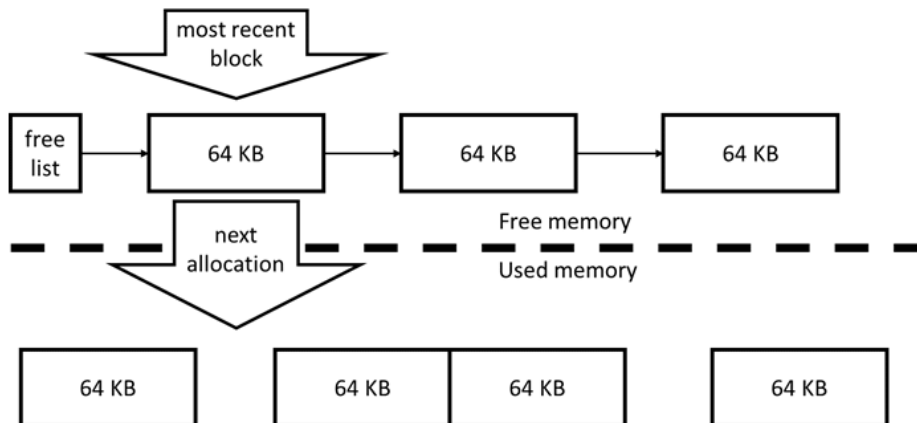 most recent
block
free
list
64 KB
64 KB
64 KB
Free memory
next
allocation
Used memory
64 KB
64 KB
64 KB
64 KB